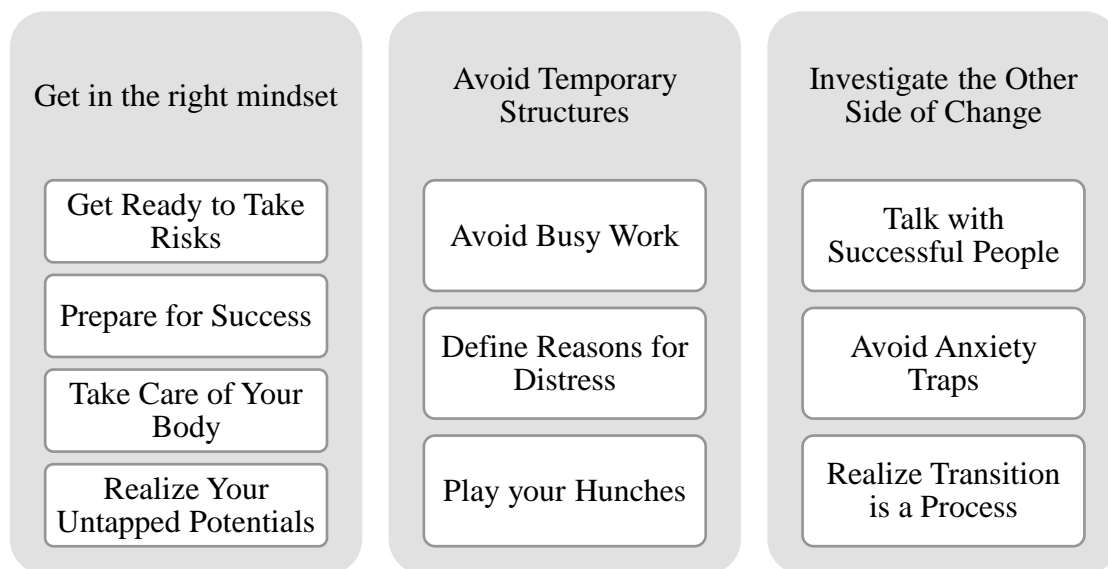 Get in the right mindset
Get Ready to Take
Risks
Prepare for Success
Take Care of Your
Body
Realize Your
Untapped Potentials
Avoid Temporary
Structures
Avoid Busy Work
Define Reasons for
Distress
Play your Hunches
Investigate the Other
Side of Change
Talk with
Successful People
Avoid Anxiety
Traps
Realize Transition
is a Process